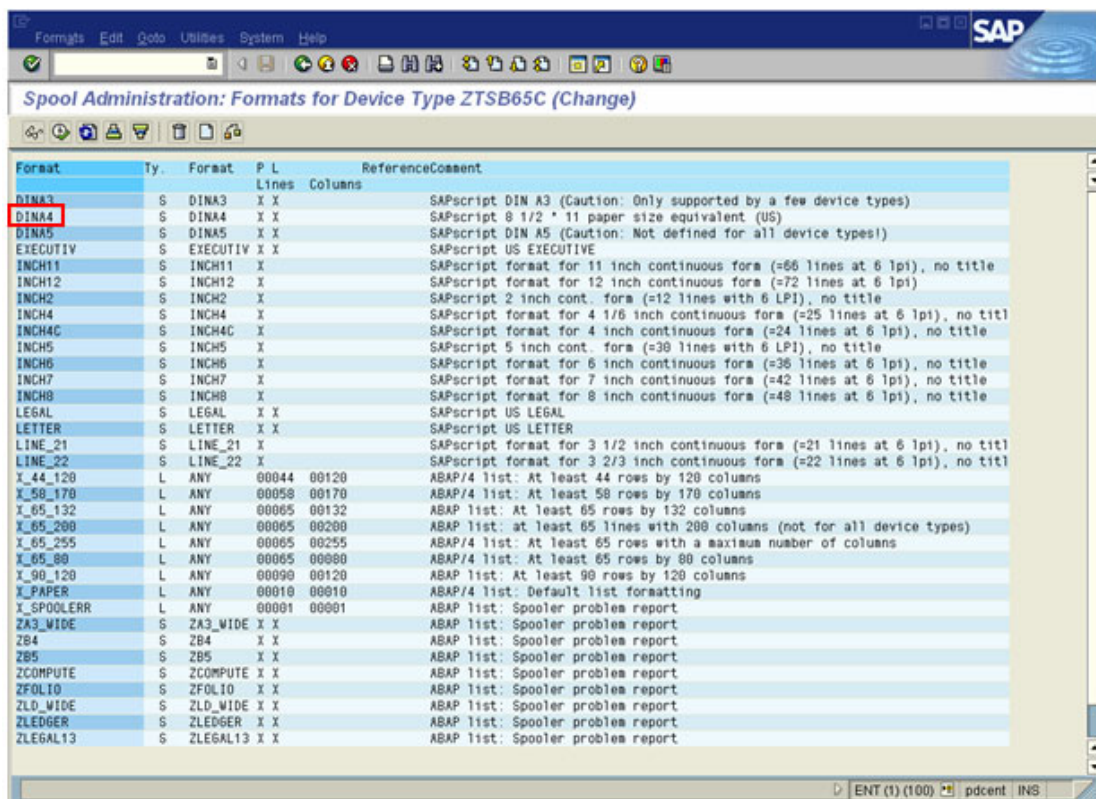 Formats Edit Goto Utilities System Help
SAP
Spool Administration: Formats for Device Type ZTSB65C (Change)
Format Ty. Format P L ReferenceComment
Lines Columns
DINA3 S DINA3 X X SAPscript DIN A3 (Caution: Only supported by a few device types)
DINA4 S DINA4 X X SAPscript 8 1/2 * 11 paper size equivalent (US)
DINA5 S DINA5 X X SAPscript DIN A5 (Caution: Not defined for all device types!)
EXECUTIV S EXECUTIV X X SAPscript US EXECUTIVE
INCH11 S INCH11 X SAPscript format for 11 inch continuous form (=66 lines at 6 lpi), no title
INCH12 S INCH12 X SAPscript format for 12 inch continuous form (=72 lines at 6 lpi)
INCH2 S INCH2 X SAPscript 2 inch cont. form (=12 lines with 6 LPI), no title
INCH4 S INCH4 X SAPscript format for 4 1/6 inch continuous form (=25 lines at 6 lpi), no titl
INCH4C S INCH4C X SAPscript format for 4 inch continuous form (=24 lines at 6 lpi), no title
INCH5 S INCH5 X SAPscript 5 inch cont. form (=30 lines with 6 LPI), no title
INCH6 S INCH6 X SAPscript format for 6 inch continuous form (=36 lines at 6 lpi), no title
INCH7 S INCH7 X SAPscript format for 7 inch continuous form (=42 lines at 6 lpi), no title
INCH8 S INCH8 X SAPscript format for 8 inch continuous form (=48 lines at 6 lpi), no title
LEGAL S LEGAL X X SAPscript US LEGAL
LETTER S LETTER X X SAPscript US LETTER
LINE_21 S LINE_21 X SAPscript format for 3 1/2 inch continuous form (=21 lines at 6 lpi), no titl
LINE_22 S LINE_22 X SAPscript format for 3 2/3 inch continuous form (=22 lines at 6 lpi), no titl
X_44_120 L ANY 00044 00120 ABAP/4 list: At least 44 rows by 120 columns
X_58_170 L ANY 00058 00170 ABAP/4 list: At least 58 rows by 170 columns
X_65_132 L ANY 00065 00132 ABAP list: At least 65 rows by 132 columns
X_65_200 L ANY 00065 00200 ABAP list: at least 65 lines with 200 columns (not for all device types)
X_65_255 L ANY 00065 00255 ABAP/4 list: At least 65 rows with a maximum number of columns
X_65_80 L ANY 00065 00080 ABAP/4 list: At least 65 rows by 80 columns
X_90_120 L ANY 00090 00120 ABAP list: At least 90 rows by 120 columns
X_PAPER L ANY 00010 00010 ABAP/4 list: Default list formatting
X_SPOOLERR L ANY 00001 00001 ABAP list: Spooler problem report
ZA3_WIDE S ZA3_WIDE X X ABAP list: Spooler problem report
ZB4 S ZB4 X X ABAP list: Spooler problem report
ZB5 S ZB5 X X ABAP list: Spooler problem report
ZCOMPUTE S ZCOMPUTE X X ABAP list: Spooler problem report
ZFOLIO S ZFOLIO X X ABAP list: Spooler problem report
ZLD_WIDE S ZLD_WIDE X X ABAP list: Spooler problem report
ZLEDGER S ZLEDGER X X ABAP list: Spooler problem report
ZLEGAL13 S ZLEGAL13 X X ABAP list: Spooler problem report
ENT (1) (100) pdcent INS